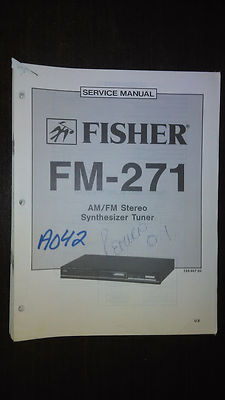 SERVICE MANUAL
FISHER®
FM-271
AM/FM Stereo
Synthesizer Tuner
A042